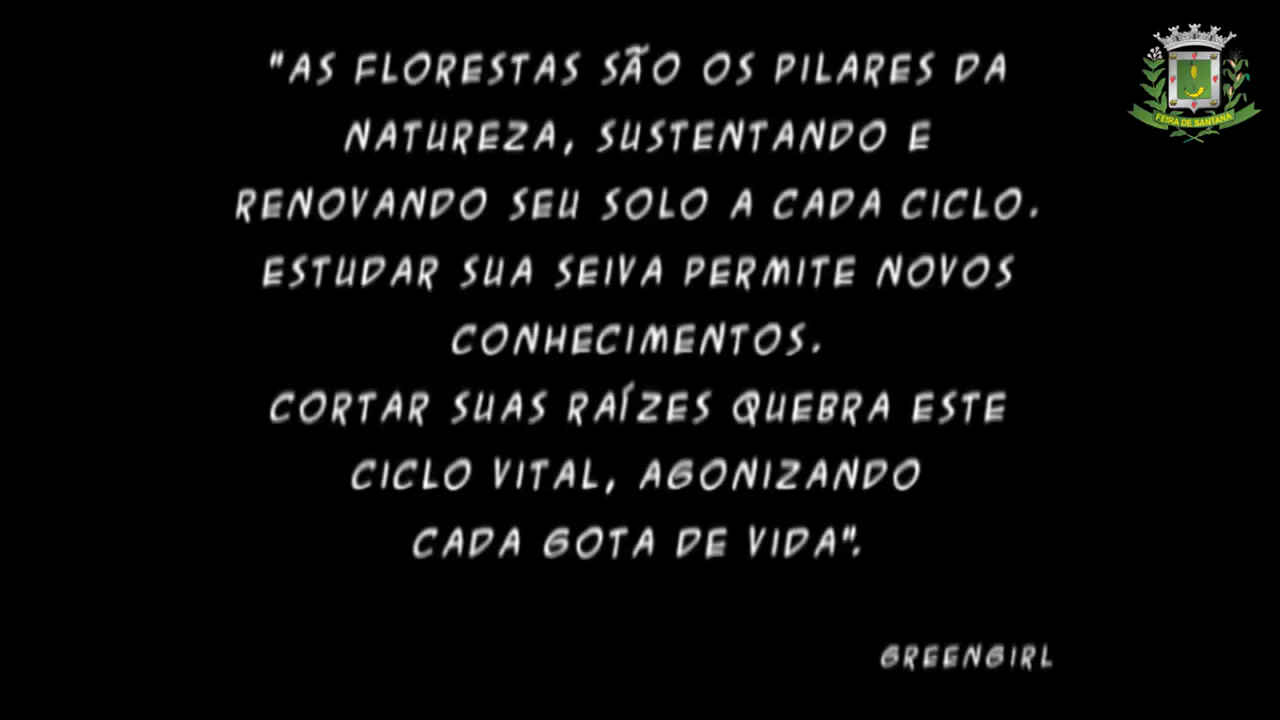 "AS FLORESTAS SÃO OS PILARES DA
NATUREZA, SUSTENTANDO E
RENOVANDO SEU SOLO A CADA CICLO.
ESTUDAR SUA SEIVA PERMITE NOVOS
CONHECIMENTOS.
CORTAR SUAS RAÍZES QUEBRA ESTE
CICLO VITAL, AGONIZANDO
CADA GOTA DE VIDA".
GREENGIRL
FEIRA DE SANTANA